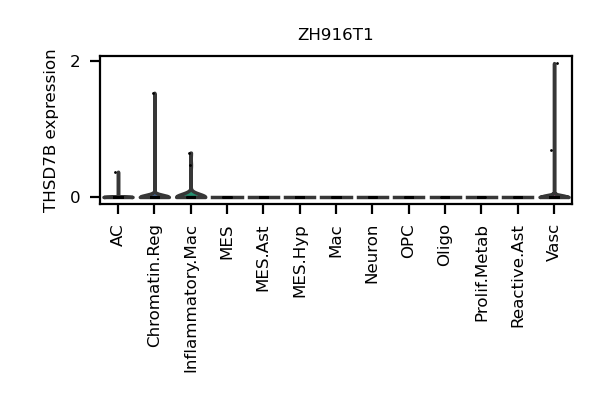 ZH916T1
THSD7B expression
2
0
AC
Chromatin.Reg
Inflammatory.Mac
MES
MES.Ast
MES.Hyp
Mac
Neuron
OPC
Oligo
Prolif.Metab
Reactive.Ast
Vasc